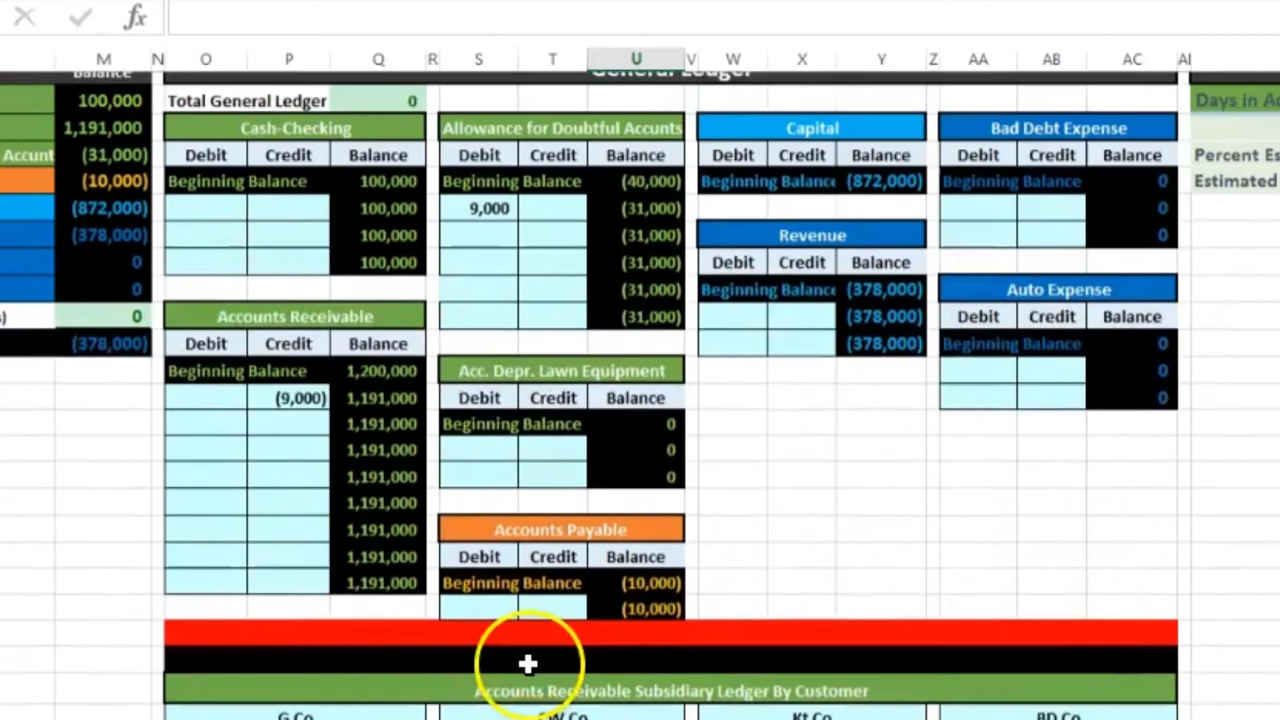 fx
M N O P Q R S T U V W X Y Z AA AB AC
Balance General Ledger
100,000 Total General Ledger 0 Days in
1,191,000 Cash-Checking Allowance for Doubtful Accunts Capital Bad Debt Expense
Accunt (31,000) Debit Credit Balance Debit Credit Balance Debit Credit Balance Debit Credit Balance Percent
(10,000) Beginning Balance 100,000 Beginning Balance (40,000) Beginning Balance (872,000) Beginning Balance 0 Estimated
(872,000) 100,000 9,000 (31,000) 0
(378,000) 100,000 (31,000) Revenue 0
0 100,000 (31,000) Debit Credit Balance
0 (31,000) Beginning Balance (378,000) Auto Expense
0 Accounts Receivable (31,000) (378,000) Debit Credit Balance
(378,000) Debit Credit Balance (378,000) Beginning Balance 0
Beginning Balance 1,200,000 Acc. Depr. Lawn Equipment 0
(9,000) 1,191,000 Debit Credit Balance 0
1,191,000 Beginning Balance 0
1,191,000 0
1,191,000 0
1,191,000
1,191,000 Accounts Payable
1,191,000 Debit Credit Balance
1,191,000 Beginning Balance (10,000)
(10,000)
Accounts Receivable Subsidiary Ledger By Customer
G Co Kt Co